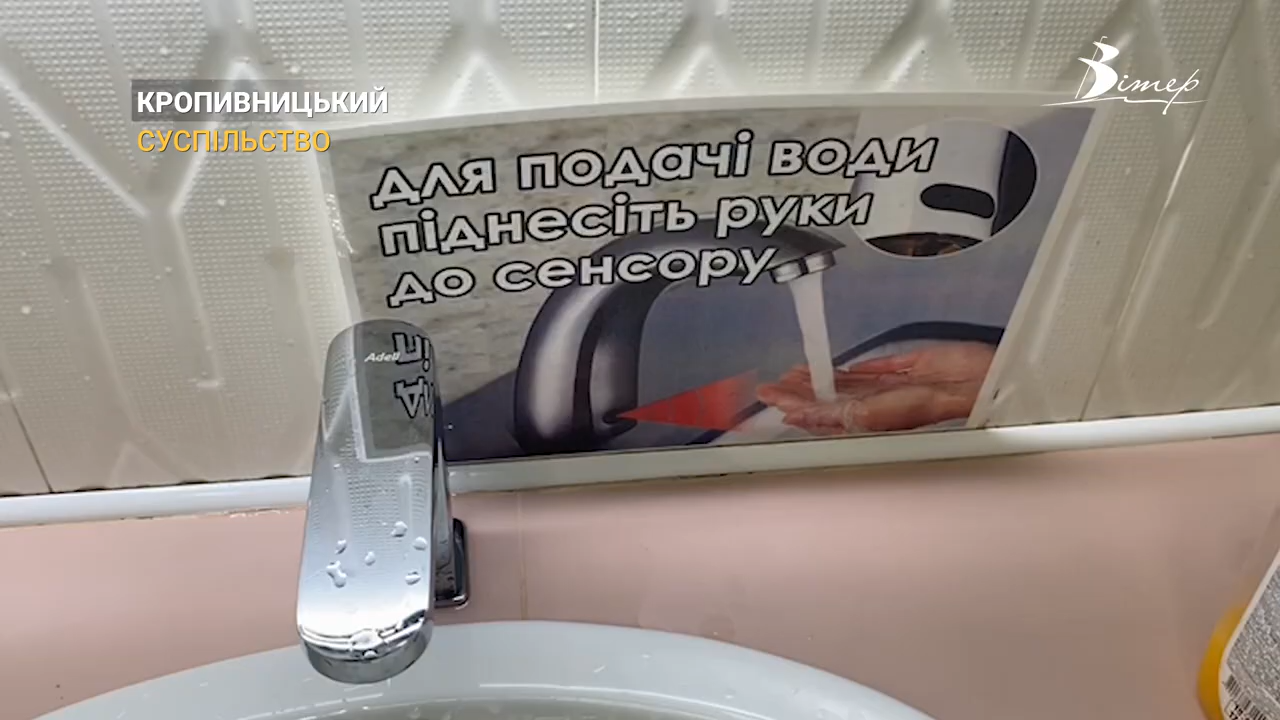 КРОПИВНИЦЬКИЙ
СУСПІЛЬСТВО
Вітер
для подачі води
піднесіть руки
до сенсору
Adell